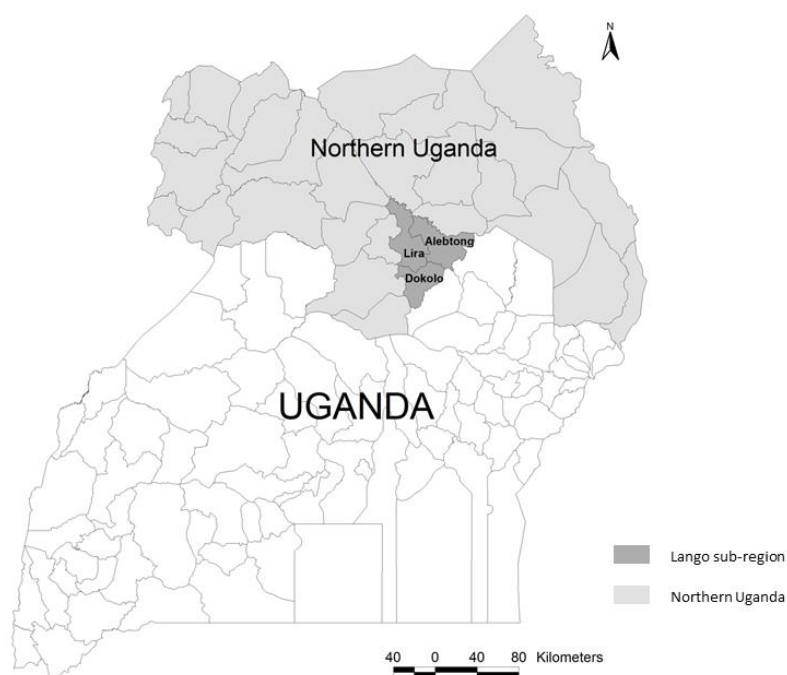 N
Northern Uganda
Alebtong
Lira
Dokolo
UGANDA
Lango sub-region
Northern Uganda
40 0 40 80 Kilometers